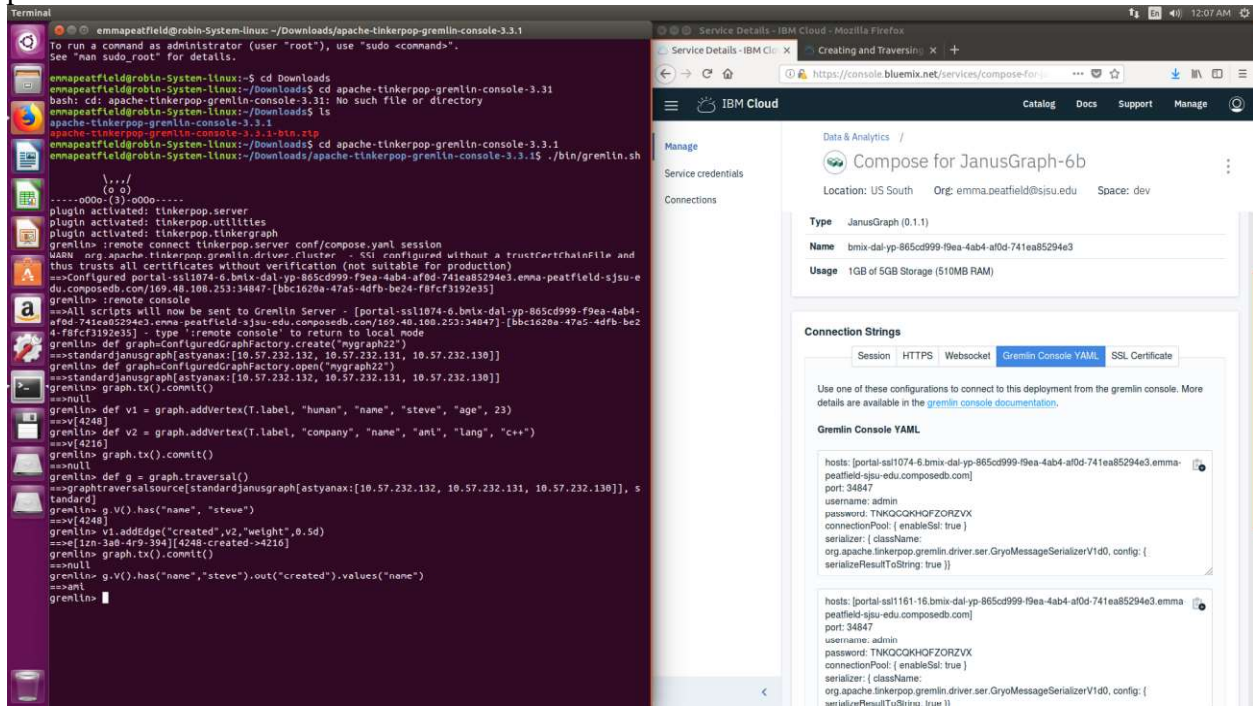 Terminal
En
12:07 AM
emmapeatfield@robin-System-linux: ~/Downloads/apache-tinkerpop-gremlin-console-3.3.1
To run a command as administrator (user "root"), use "sudo <command>".
See "man sudo_root" for details.
emmapeatfield@robin-System-linux:~$ cd Downloads
emmapeatfield@robin-System-linux:~/Downloads$ cd apache-tinkerpop-gremlin-console-3.31
bash: cd: apache-tinkerpop-gremlin-console-3.31: No such file or directory
emmapeatfield@robin-System-linux:~/Downloads$ ls
apache-tinkerpop-gremlin-console-3.3.1
apache-tinkerpop-gremlin-console-3.3.1-bin.zip
emmapeatfield@robin-System-linux:~/Downloads$ cd apache-tinkerpop-gremlin-console-3.3.1
emmapeatfield@robin-System-linux:~/Downloads/apache-tinkerpop-gremlin-console-3.3.1$ ./bin/gremlin.sh
\,,,/
(o o)
-----oOOo-(3)-oOOo-----
plugin activated: tinkerpop.server
plugin activated: tinkerpop.utilities
plugin activated: tinkerpop.tinkergraph
gremlin> :remote connect tinkerpop.server conf/compose.yaml session
WARN org.apache.tinkerpop.gremlin.driver.Cluster - SSL configured without a trustCertChainFile and
thus trusts all certificates without verification (not suitable for production)
==>Configured portal-ssl1074-6.bmix-dal-yp-865cd999-f9ea-4ab4-af0d-741ea85294e3.emma-peatfield-sjsu-e
du.composedb.com/169.48.108.253:34847-[bbc1620a-47a5-4dfb-be24-f8fcf3192e35]
gremlin> :remote console
==>All scripts will now be sent to Gremlin Server - [portal-ssl1074-6.bmix-dal-yp-865cd999-f9ea-4ab4-
af0d-741ea85294e3.emma-peatfield-sjsu-edu.composedb.com/169.48.108.253:34847]-[bbc1620a-47a5-4dfb-be2
4-f8fcf3192e35] - type ':remote console' to return to local mode
gremlin> def graph=ConfiguredGraphFactory.create("mygraph22")
==>standardjanusgraph[astyanax:[10.57.232.132, 10.57.232.131, 10.57.232.130]]
gremlin> def graph=ConfiguredGraphFactory.open("mygraph22")
==>standardjanusgraph[astyanax:[10.57.232.132, 10.57.232.131, 10.57.232.130]]
gremlin> graph.tx().commit()
==>null
gremlin> def v1 = graph.addVertex(T.label, "human", "name", "steve", "age", 23)
==>v[4248]
gremlin> def v2 = graph.addVertex(T.label, "company", "name", "ami", "lang", "c++")
==>v[4216]
gremlin> graph.tx().commit()
==>null
gremlin> def g = graph.traversal()
==>graphtraversalsource[standardjanusgraph[astyanax:[10.57.232.132, 10.57.232.131, 10.57.232.130]], s
tandard]
gremlin> g.V().has("name", "steve")
==>v[4248]
gremlin> v1.addEdge("created",v2,"weight",0.5d)
==>e[1zn-3a0-4r9-394][4248-created->4216]
gremlin> graph.tx().commit()
==>null
gremlin> g.V().has("name","steve").out("created").values("name")
==>ami
gremlin>
Service Details - IBM Cloud - Mozilla Firefox
Service Details - IBM Clo
Creating and Traversing
https://console.bluemix.net/services/compose-for-j
IBM Cloud
Catalog Docs Support Manage
Manage
Service credentials
Connections
Data & Analytics /
Compose for JanusGraph-6b
Location: US South Org: emma.peatfield@sjsu.edu Space: dev
Type JanusGraph (0.1.1)
Name bmix-dal-yp-865cd999-f9ea-4ab4-af0d-741ea85294e3
Usage 1GB of 5GB Storage (510MB RAM)
Connection Strings
Session HTTPS Websocket Gremlin Console YAML SSL Certificate
Use one of these configurations to connect to this deployment from the gremlin console. More
details are available in the gremlin console documentation.
Gremlin Console YAML
hosts: [portal-ssl1074-6.bmix-dal-yp-865cd999-f9ea-4ab4-af0d-741ea85294e3.emma-
peatfield-sjsu-edu.composedb.com]
port: 34847
username: admin
password: TNKQCQKHQFZORZVX
connectionPool: { enableSsl: true }
serializer: { className:
org.apache.tinkerpop.gremlin.driver.ser.GryoMessageSerializerV1d0, config: {
serializeResultToString: true }}
hosts: [portal-ssl1161-16.bmix-dal-yp-865cd999-f9ea-4ab4-af0d-741ea85294e3.emma
peatfield-sjsu-edu.composedb.com]
port: 34847
username: admin
password: TNKQCQKHQFZORZVX
connectionPool: { enableSsl: true }
serializer: { className:
org.apache.tinkerpop.gremlin.driver.ser.GryoMessageSerializerV1d0, config: {
serializeResultToString: true }}